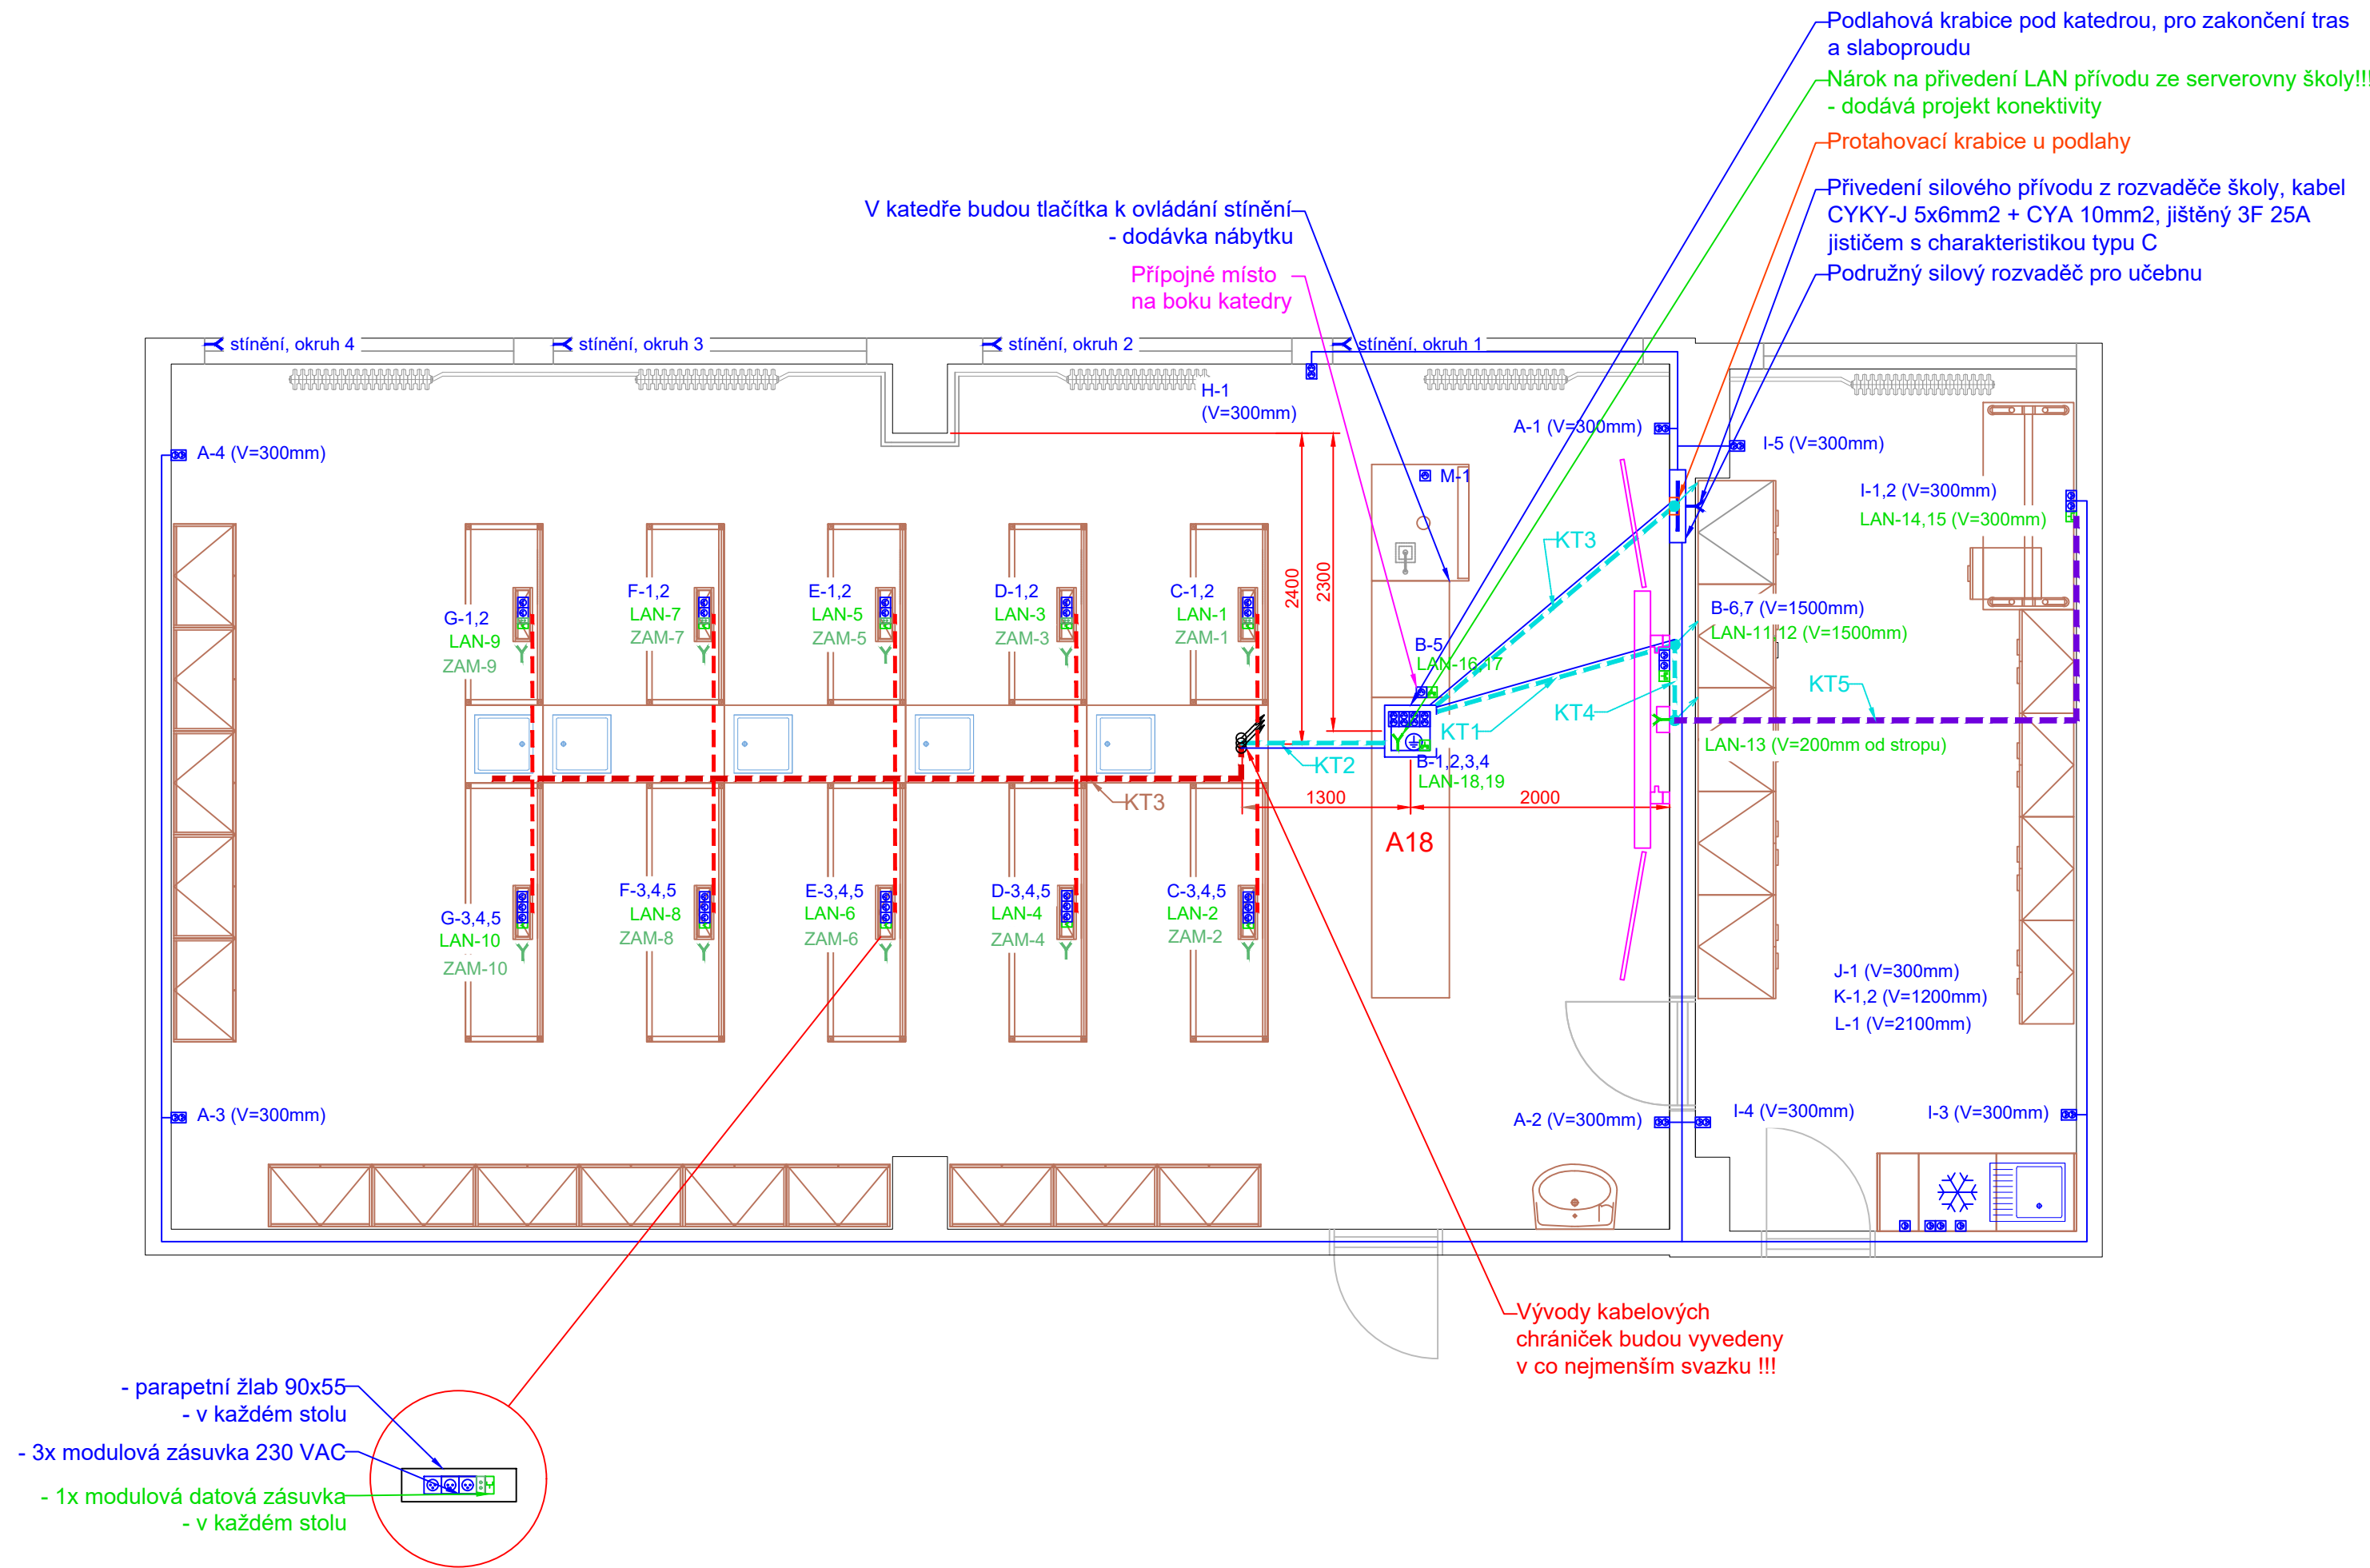 Podlahová krabice pod katedrou, pro zakončení tras
a slaboproudu
Nárok na přivedení LAN přívodu ze serverovny školy!!!
- dodává projekt konektivity
Protahovací krabice u podlahy
Přivedení silového přívodu z rozvaděče školy, kabel
CYKY-J 5x6mm2 + CYA 10mm2, jištěný 3F 25A
jističem s charakteristikou typu C
Podružný silový rozvaděč pro učebnu
V katedře budou tlačítka k ovládání stínění
- dodávka nábytku
Přípojné místo
na boku katedry
stínění, okruh 4
stínění, okruh 3
stínění, okruh 2
stínění, okruh 1
H-1
(V=300mm)
A-1 (V=300mm)
I-5 (V=300mm)
A-4 (V=300mm)
M-1
I-1,2 (V=300mm)
LAN-14,15 (V=300mm)
KT3
2400
2300
G-1,2
LAN-9
ZAM-9
F-1,2
LAN-7
ZAM-7
E-1,2
LAN-5
ZAM-5
D-1,2
LAN-3
ZAM-3
C-1,2
LAN-1
ZAM-1
B-6,7 (V=1500mm)
LAN-11,12 (V=1500mm)
B-5
LAN-16,17
KT5
KT4
KT1
LAN-13 (V=200mm od stropu)
KT2
B-1,2,3,4
LAN-18,19
KT3
1300
2000
A18
G-3,4,5
LAN-10
ZAM-10
F-3,4,5
LAN-8
ZAM-8
E-3,4,5
LAN-6
ZAM-6
D-3,4,5
LAN-4
ZAM-4
C-3,4,5
LAN-2
ZAM-2
J-1 (V=300mm)
K-1,2 (V=1200mm)
L-1 (V=2100mm)
A-3 (V=300mm)
A-2 (V=300mm)
I-4 (V=300mm)
I-3 (V=300mm)
Vývody kabelových
chrániček budou vyvedeny
v co nejmenším svazku !!!
- parapetní žlab 90x55
- v každém stolu
- 3x modulová zásuvka 230 VAC
- 1x modulová datová zásuvka
- v každém stolu